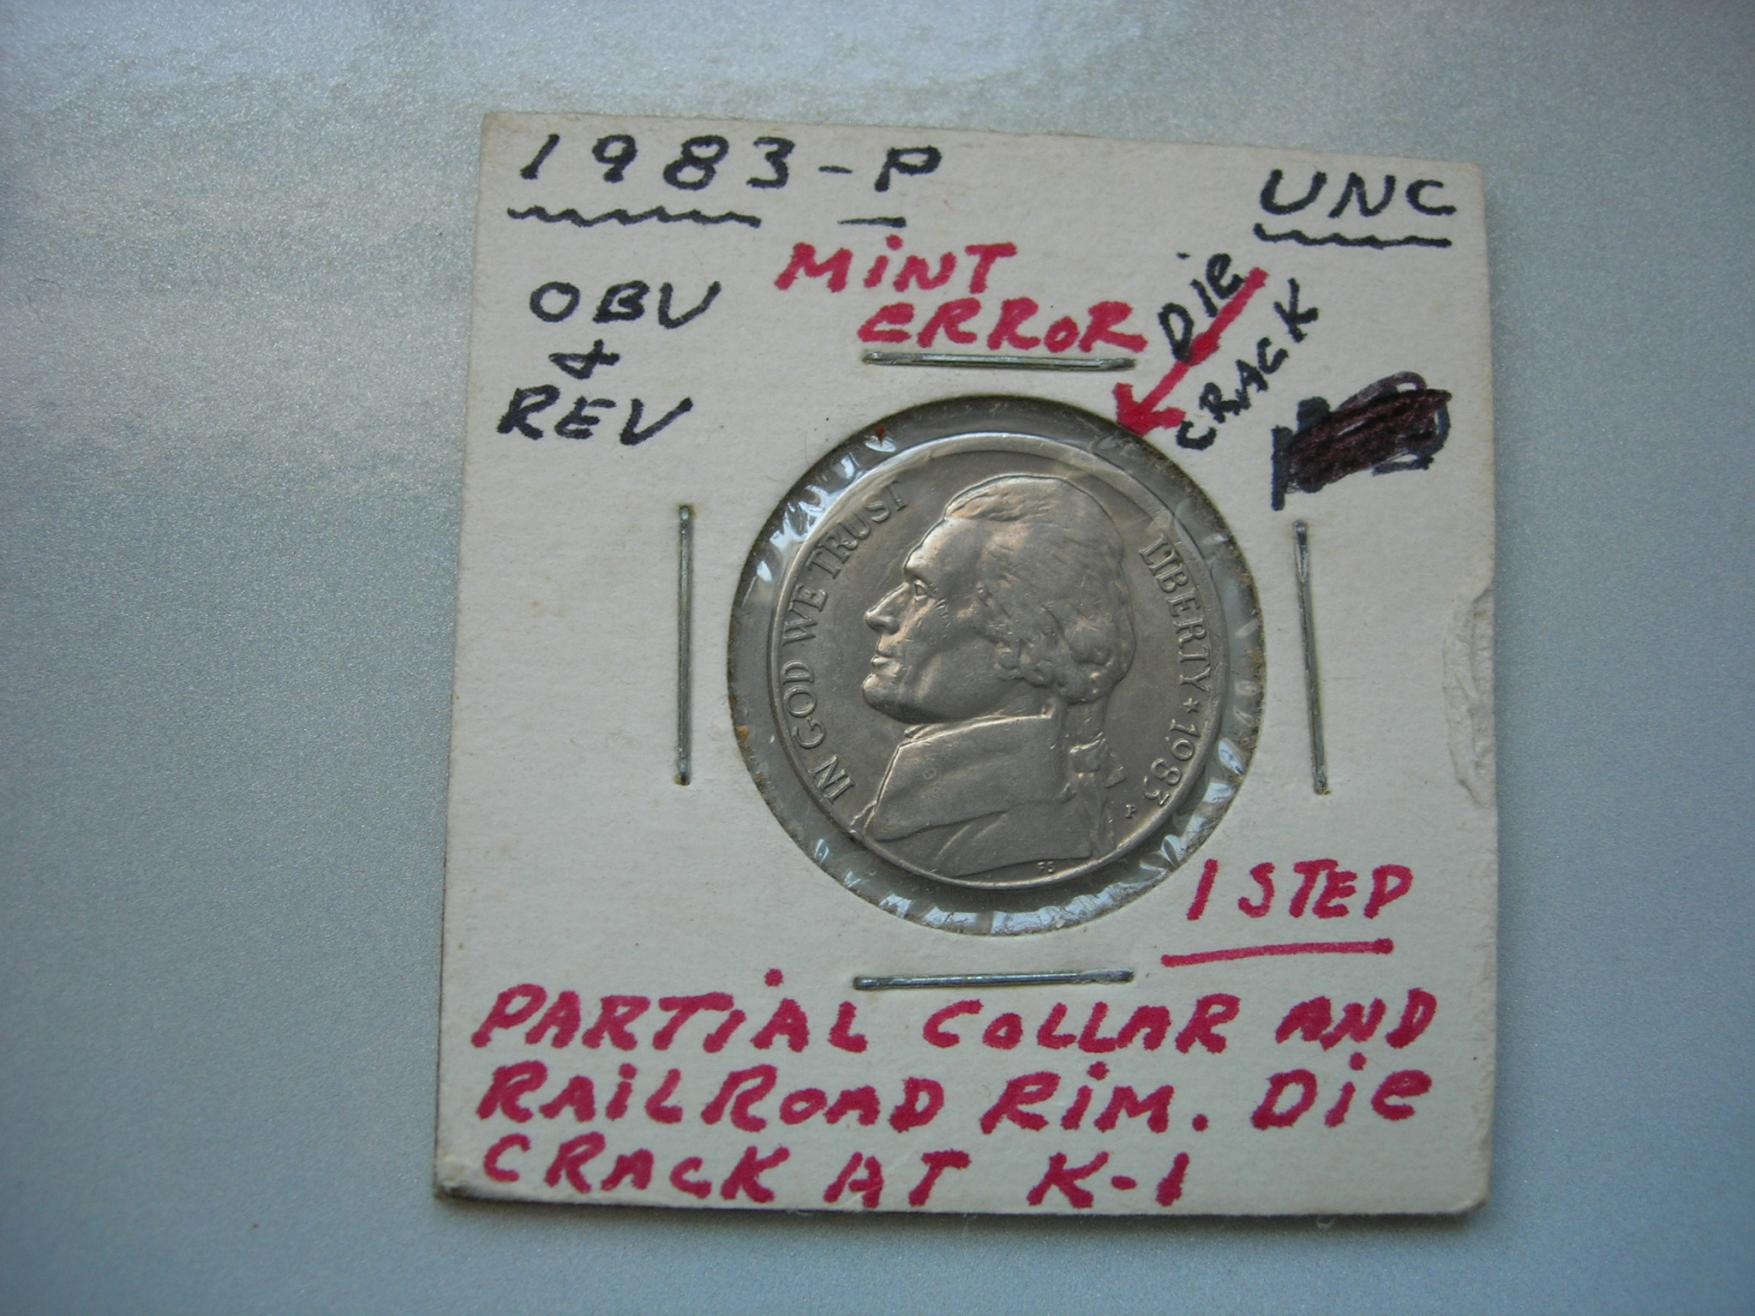 1983-P
UNC
OBV
&
REV
MiNT
ERROR
Die
CRACK
IN GOD WE TRUST
LIBERTY ★ 1983
P
FS
1 STEP
PARTiAL COLLAR AND
RAiLROAD RiM. Die
CRACK AT K-1